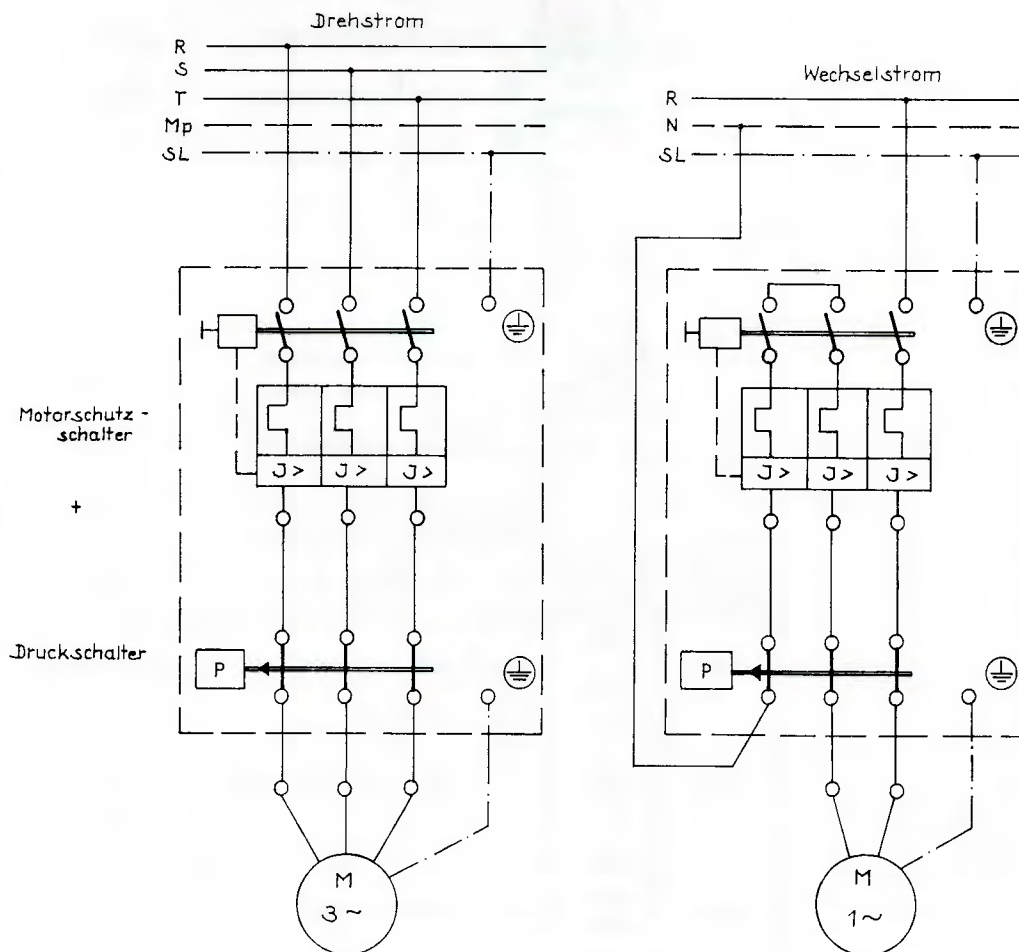 Drehstrom
R
S
T
Mp
SL
Motorschutz-
schalter
+
J> J> J>
Druckschalter
P
M
3~
Wechselstrom
R
N
SL
J> J> J>
P
M
1~